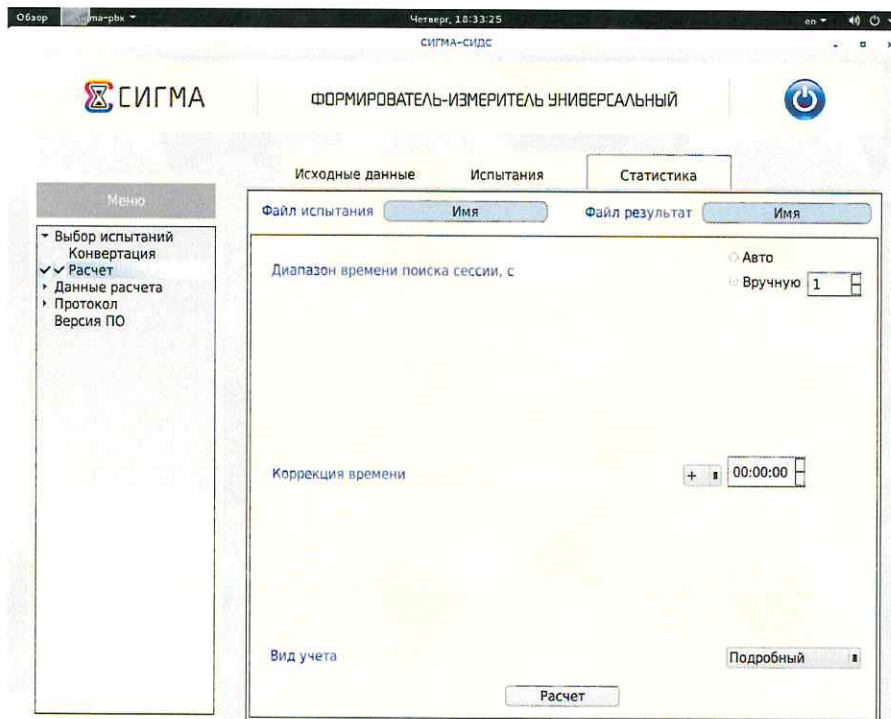 Обзор
Четверг, 18:33:25
en
СИГМА-СИДС
СИГМА
ФОРМИРОВАТЕЛЬ-ИЗМЕРИТЕЛЬ УНИВЕРСАЛЬНЫЙ
Исходные данные Испытания Статистика
Меню
Файл испытания Имя Файл результат Имя
Выбор испытаний
Конвертация
Расчет
Данные расчета
Протокол
Версия ПО
Диапазон времени поиска сессии, с
Авто
Вручную 1
Коррекция времени + 00:00:00
Вид учета Подробный
Расчет